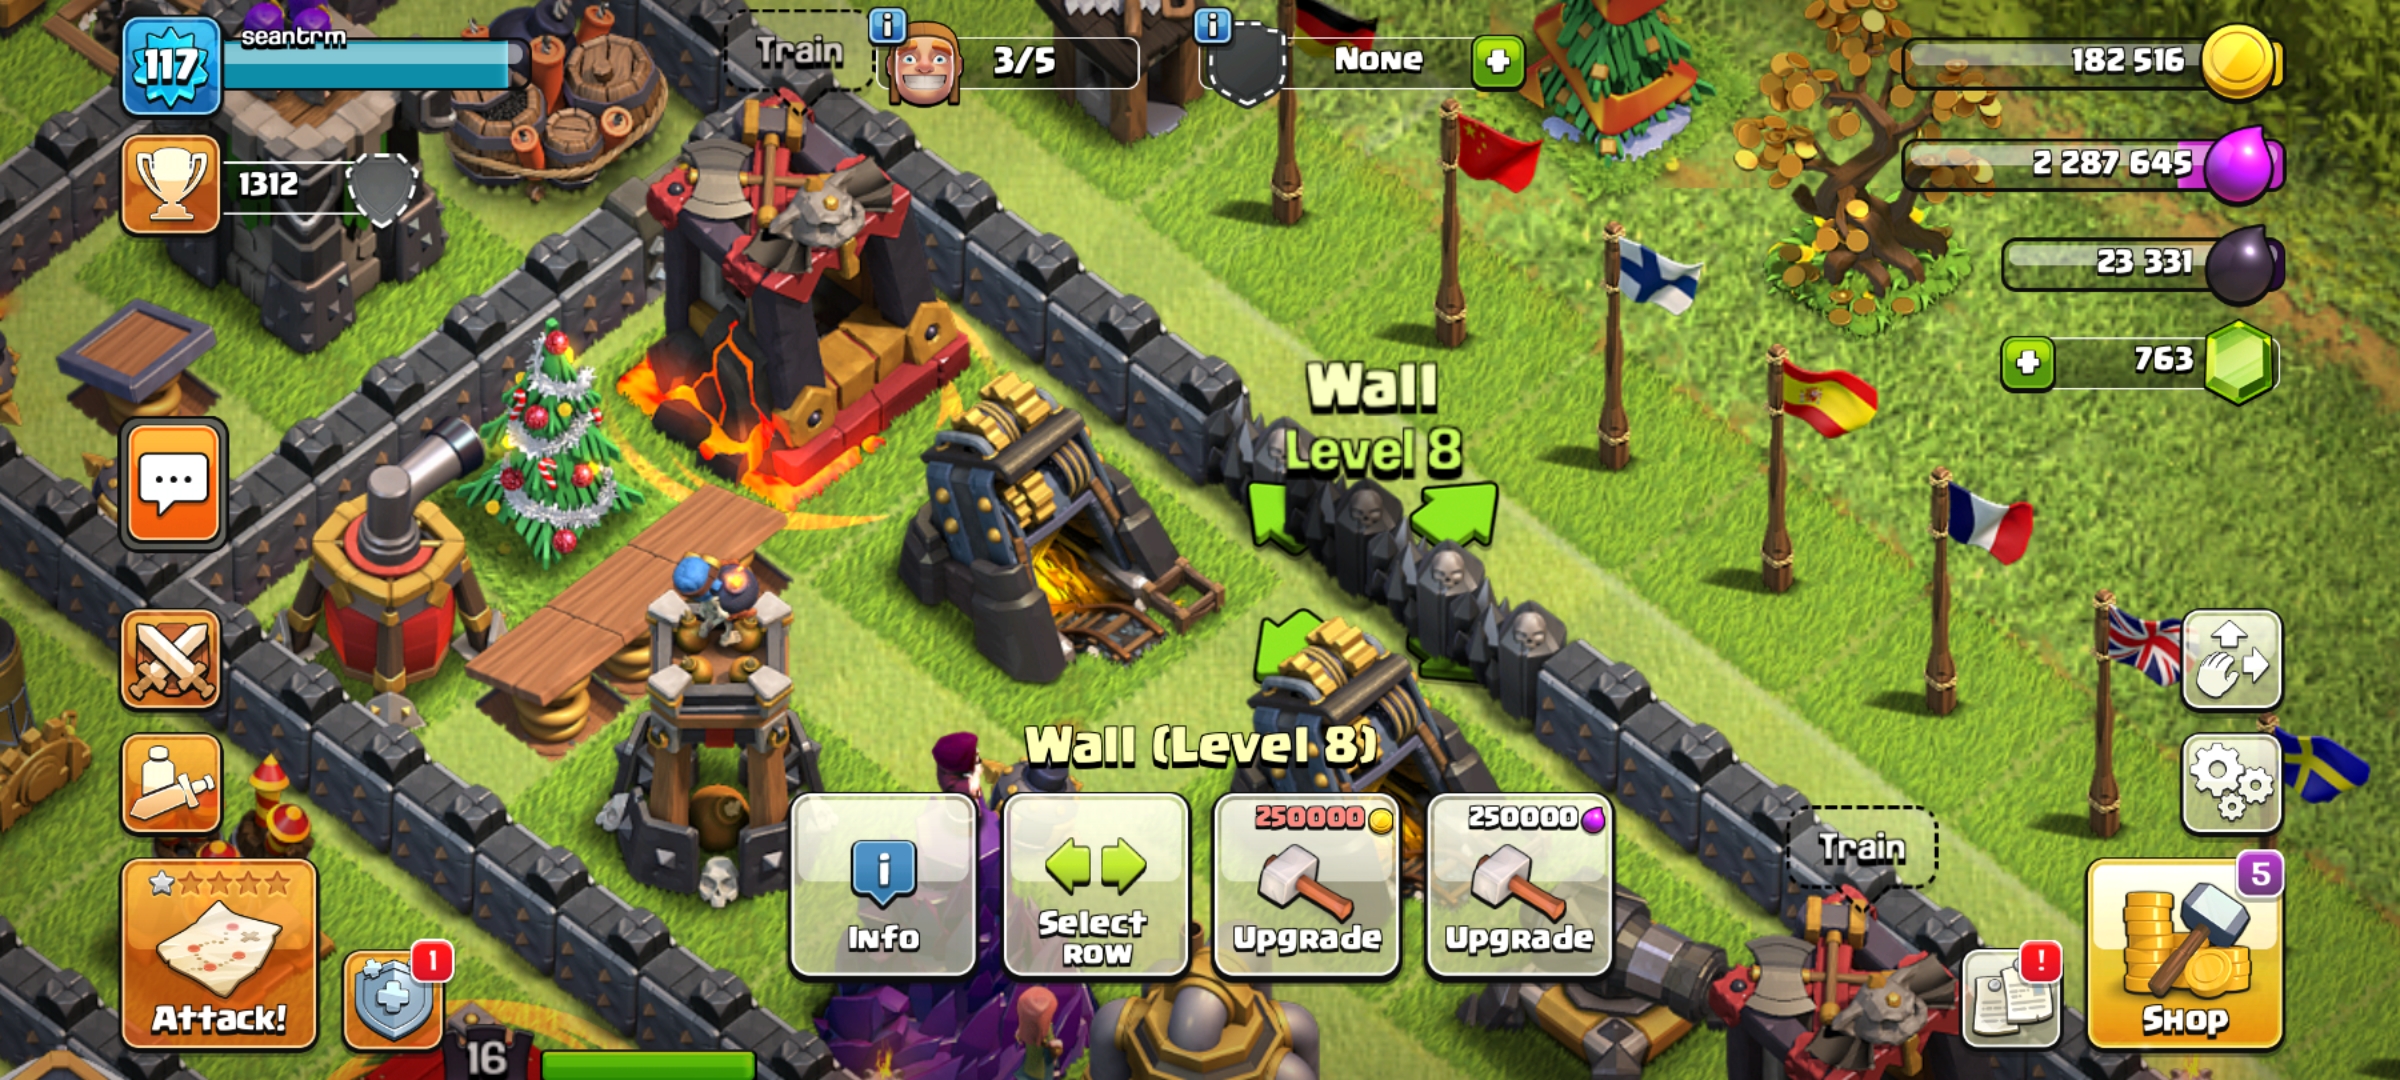 117
seantrm
Train
3/5
None
182 516
1312
2 287 645
23 331
763
Wall
Level 8
Wall (Level 8)
250000
250000
Info
Select
Row
Upgrade
Upgrade
Train
5
1
!
Attack!
Shop
16